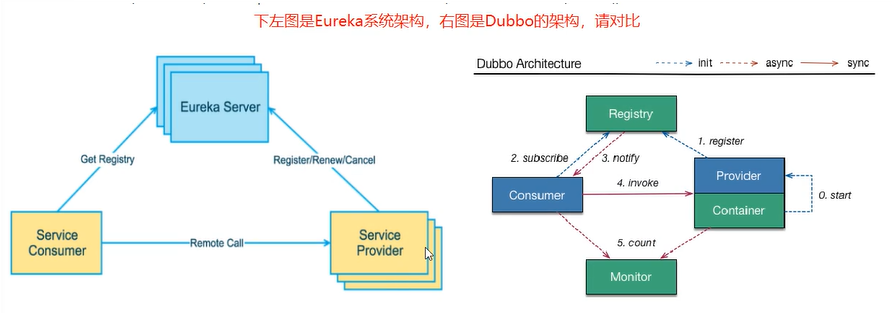 下左图是Eureka系统架构，右图是Dubbo的架构，请对比
Eureka Server
Get Registry
Register/Renew/Cancel
Service
Consumer
Remote Call
Service
Provider
Dubbo Architecture
init
async
sync
Registry
1. register
2. subscribe
3. notify
Consumer
4. invoke
Provider
Container
0. start
5. count
Monitor